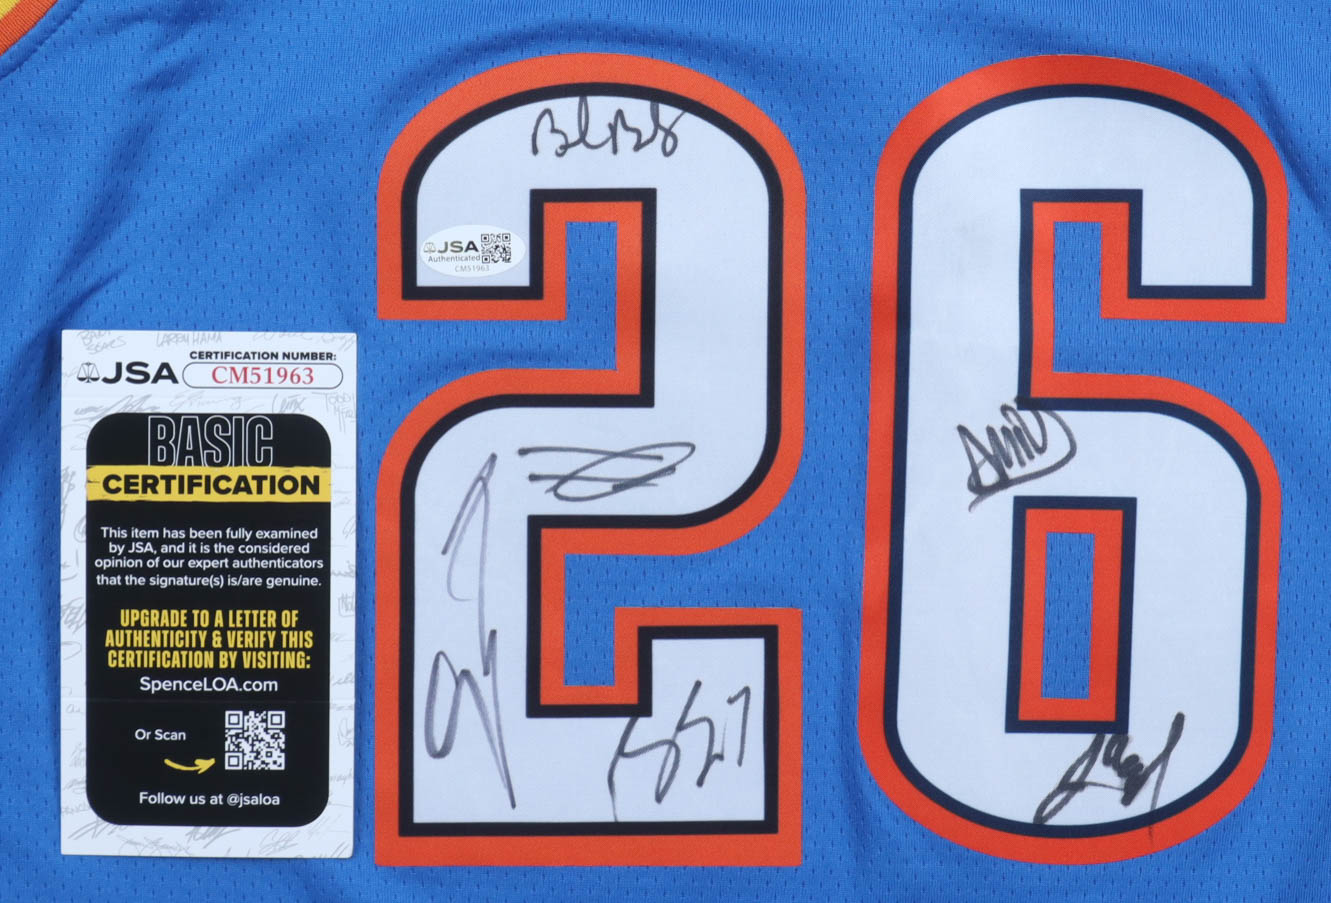 26
JSA
Authenticated
CM51963
JSA
CERTIFICATION NUMBER:
CM51963
BASIC
CERTIFICATION
This item has been fully examined
by JSA, and it is the considered
opinion of our expert authenticators
that the signature(s) is/are genuine.
UPGRADE TO A LETTER OF
AUTHENTICITY & VERIFY THIS
CERTIFICATION BY VISITING:
SpenceLOA.com
Or Scan
Follow us at @jsaloa